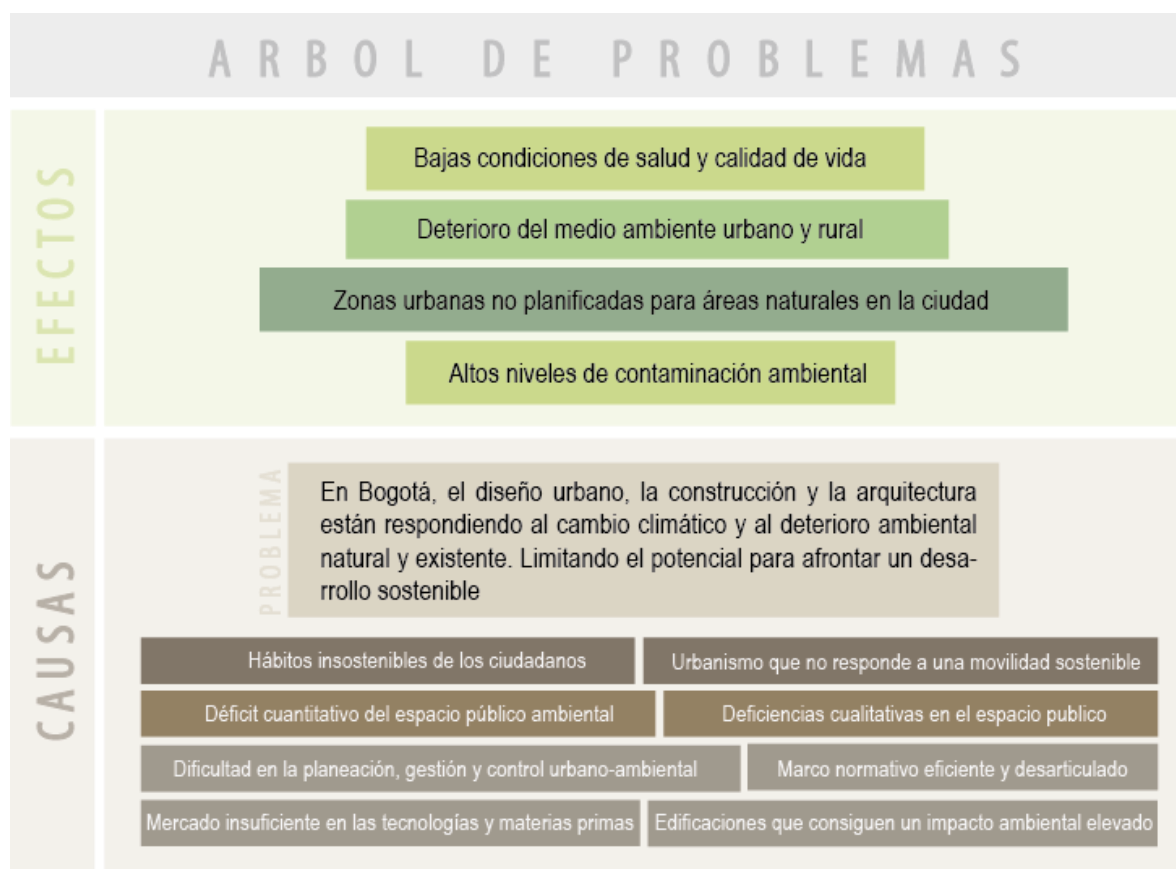 ARBOL DE PROBLEMAS
EFECTOS
Bajas condiciones de salud y calidad de vida
Deterioro del medio ambiente urbano y rural
Zonas urbanas no planificadas para áreas naturales en la ciudad
Altos niveles de contaminación ambiental
CAUSAS
PROBLEMA
En Bogotá, el diseño urbano, la construcción y la arquitectura
están respondiendo al cambio climático y al deterioro ambiental
natural y existente. Limitando el potencial para afrontar un desa-
rrollo sostenible
Hábitos insostenibles de los ciudadanos
Urbanismo que no responde a una movilidad sostenible
Déficit cuantitativo del espacio público ambiental
Deficiencias cualitativas en el espacio publico
Dificultad en la planeación, gestión y control urbano-ambiental
Marco normativo eficiente y desarticulado
Mercado insuficiente en las tecnologías y materias primas
Edificaciones que consiguen un impacto ambiental elevado